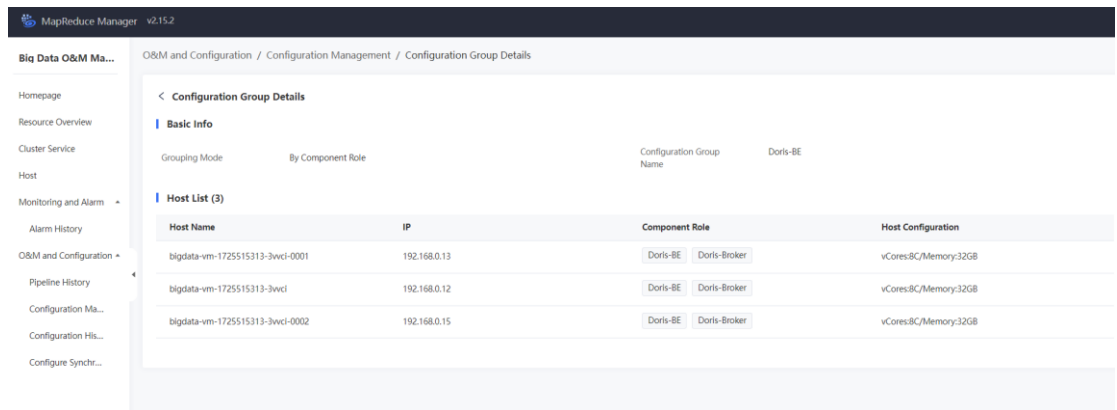 MapReduce Manager v2.15.2
Big Data O&M Ma...
O&M and Configuration / Configuration Management / Configuration Group Details
Homepage
Resource Overview
Cluster Service
Host
Monitoring and Alarm
Alarm History
O&M and Configuration
Pipeline History
Configuration Ma...
Configuration His...
Configure Synchr...
Configuration Group Details
Basic Info
Grouping Mode By Component Role
Configuration Group Doris-BE
Name
Host List (3)
Host Name IP Component Role Host Configuration
bigdata-vm-1725515313-3vvci-0001 192.168.0.13 Doris-BE Doris-Broker vCores:8C/Memory:32GB
bigdata-vm-1725515313-3vvci 192.168.0.12 Doris-BE Doris-Broker vCores:8C/Memory:32GB
bigdata-vm-1725515313-3vvci-0002 192.168.0.15 Doris-BE Doris-Broker vCores:8C/Memory:32GB